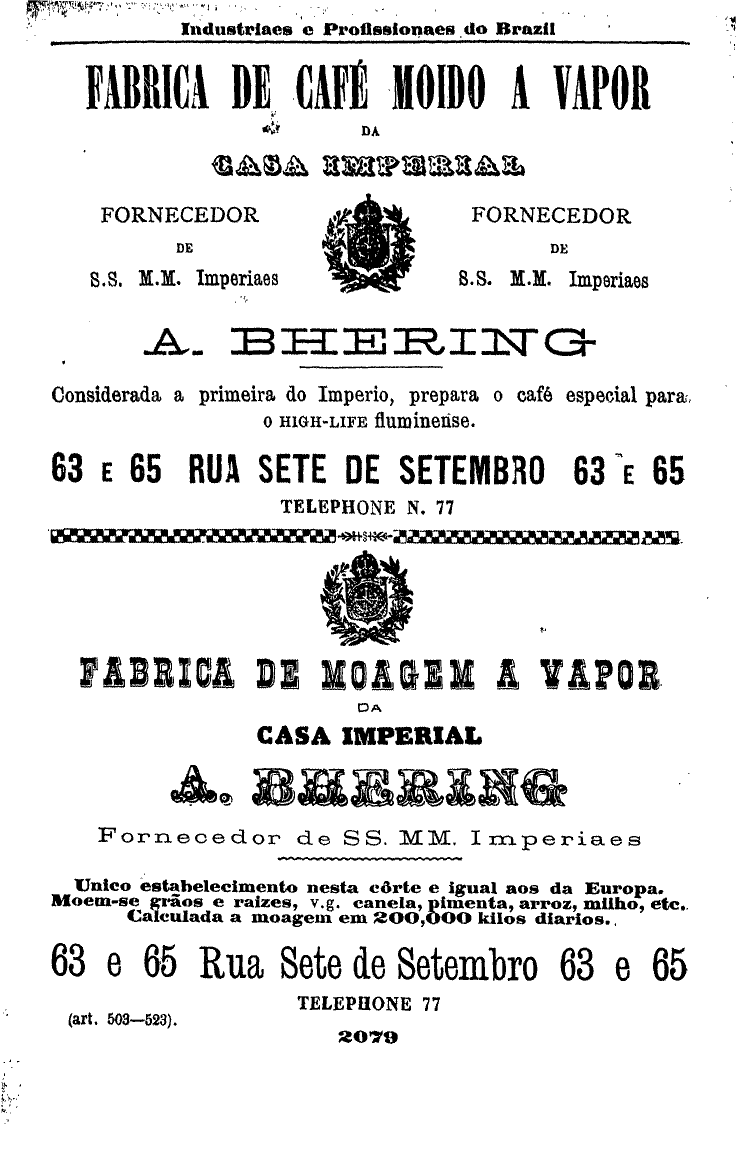 Industriaes e Profissionaes do Brazil
FABRICA DE CAFÉ MOIDO A VAPOR
DA
CASA IMPERIAL
FORNECEDOR
DE
S.S. M.M. Imperiaes
FORNECEDOR
DE
S.S. M.M. Imperiaes
A. BHERING
Considerada a primeira do Imperio, prepara o café especial para
o HIGH-LIFE fluminense.
63 E 65 RUA SETE DE SETEMBRO 63 E 65
TELEPHONE N. 77
FABRICA DE MOAGEM A VAPOR
DA
CASA IMPERIAL
A. BHERING
Fornecedor de SS. MM. Imperiaes
Unico estabelecimento nesta côrte e igual aos da Europa.
Moem-se grãos e raizes, v.g. canela, pimenta, arroz, milho, etc.
Calculada a moagem em 200,000 kilos diarios.
63 e 65 Rua Sete de Setembro 63 e 65
TELEPHONE 77
(art. 503—523).
2079